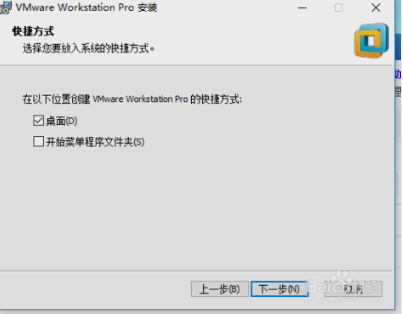 VMware Workstation Pro 安装
快捷方式
选择您要放入系统的快捷方式。
在以下位置创建 VMware Workstation Pro 的快捷方式:
桌面(D)
开始菜单程序文件夹(S)
上一步(B) 下一步(N) 取消